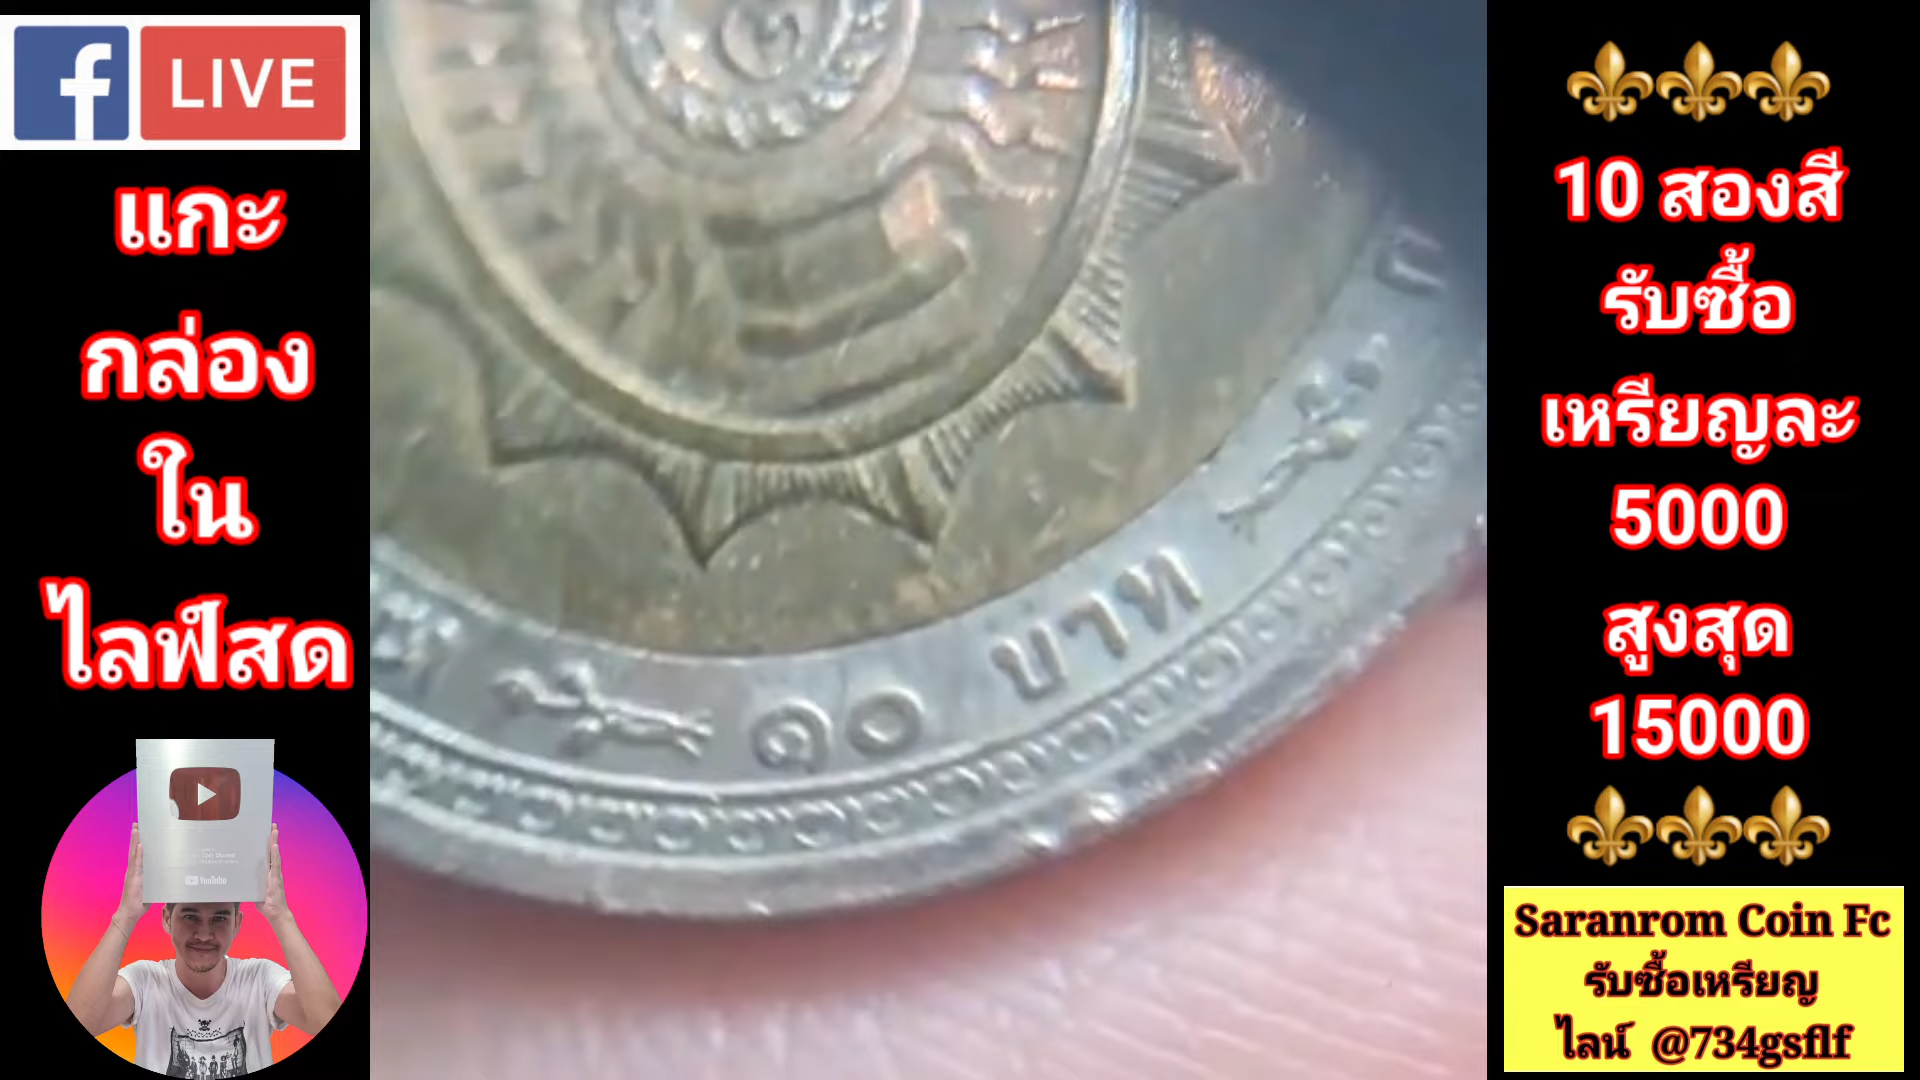 f LIVE
แกะ
กล่อง
ใน
ไลฟ์สด
YouTube
๑๐ บาท
10 สองสี
รับซื้อ
เหรียญละ
5000
สูงสุด
15000
Saranrom Coin Fc
รับซื้อเหรียญ
ไลน์ @734gsflf